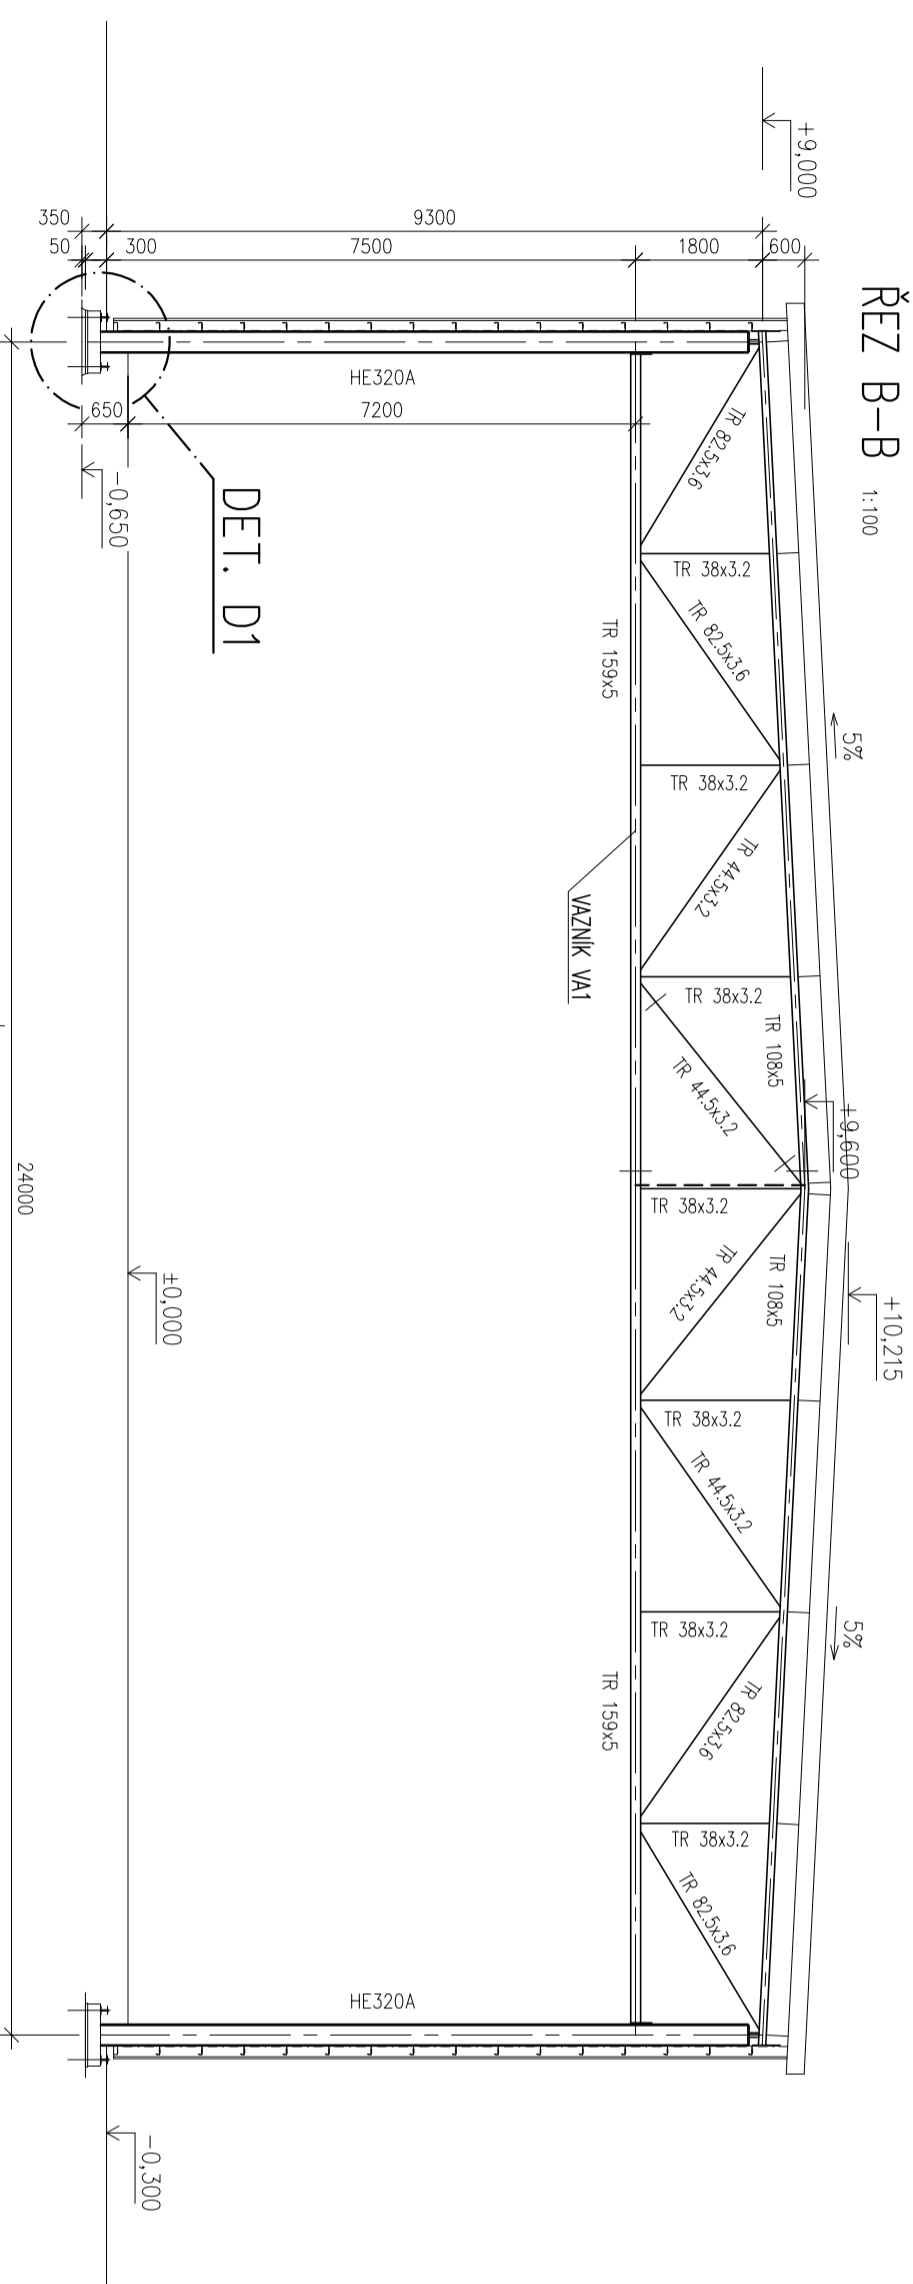 ŘEZ B-B 1:100
+9,000
350
9300
50
300
7500
1800
600
HE320A
650
7200
-0,650
DET. D1
TR 82.5x3.6
TR 38x3.2
TR 82.5x3.6
TR 159x5
5%
TR 38x3.2
TR 44.5x3.2
VAZNÍK VA1
TR 38x3.2
TR 108x5
TR 44.5x3.2
+9,600
24000
TR 38x3.2
±0,000
TR 44.5x3.2
TR 108x5
+10,215
TR 38x3.2
TR 44.5x3.2
5%
TR 38x3.2
TR 159x5
TR 82.5x3.6
TR 38x3.2
TR 82.5x3.6
HE320A
-0,300